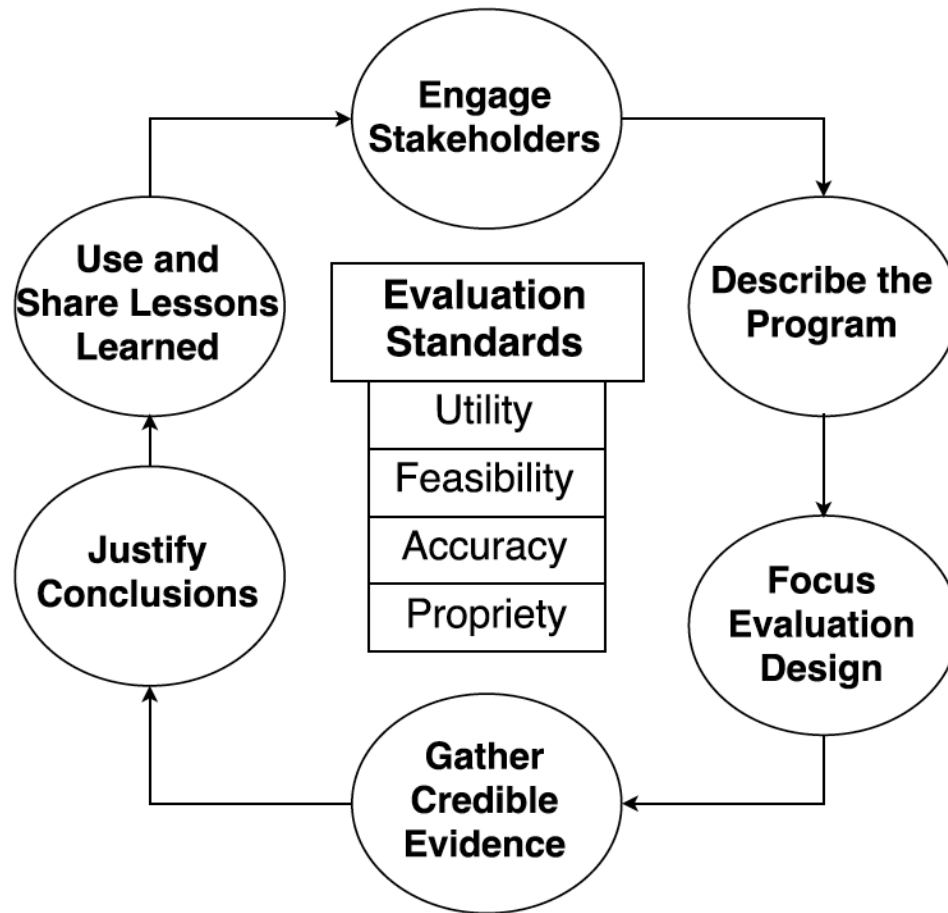 Engage
Stakeholders
Use and
Share Lessons
Learned
Describe the
Program
Evaluation
Standards
Utility
Feasibility
Accuracy
Propriety
Justify
Conclusions
Focus
Evaluation
Design
Gather
Credible
Evidence